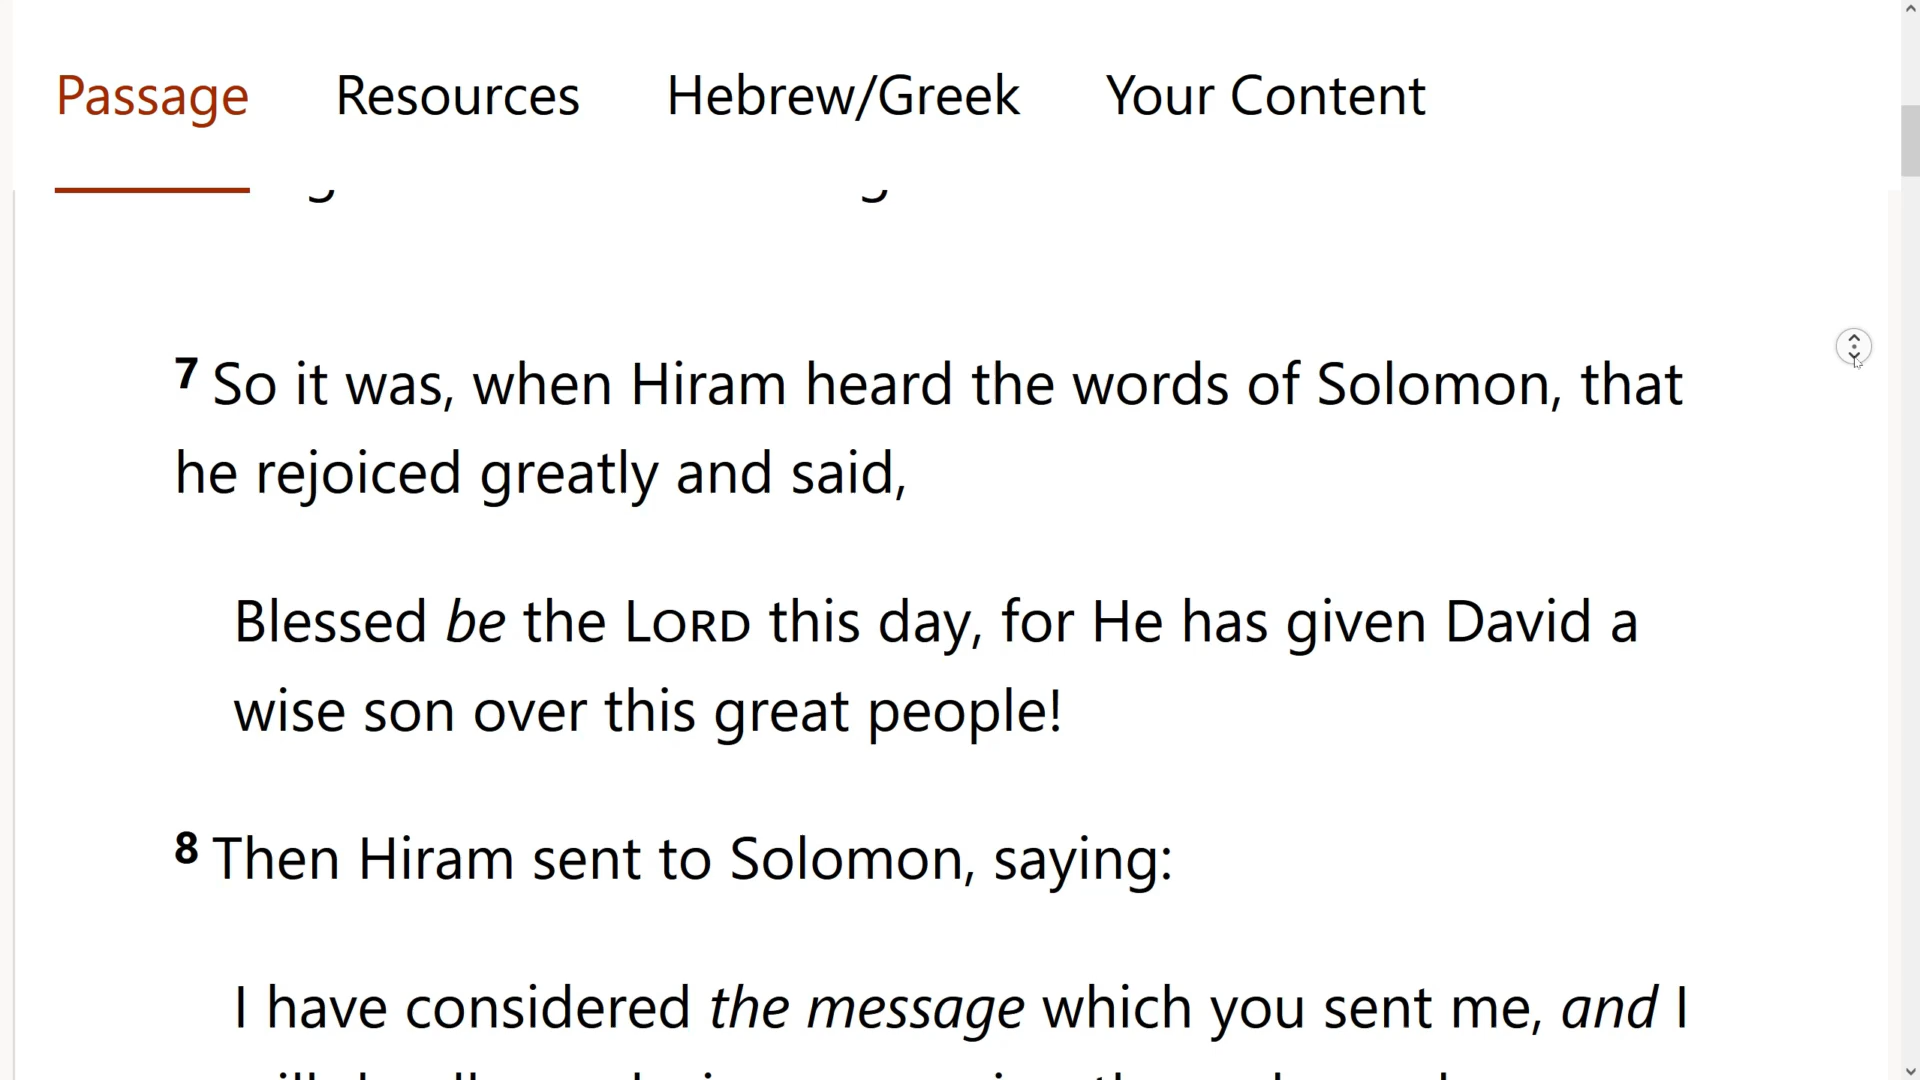 Passage Resources Hebrew/Greek Your Content
7 So it was, when Hiram heard the words of Solomon, that
he rejoiced greatly and said,
Blessed be the LORD this day, for He has given David a
wise son over this great people!
8 Then Hiram sent to Solomon, saying:
I have considered the message which you sent me, and I